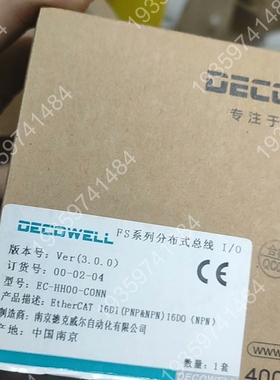 DECOWELL
专注于
DECOWELL FS系列分布式总线 I/O
版本号: Ver(3.0.0)
订货号: 00-02-04
型号: EC-HH00-CONN
描述: EtherCAT 16DI(PNP&NPN)16DO (NPN)
制造商: 南京德克威尔自动化有限公司
产地: 中国南京
CE
数量: 1套
400
18359741484